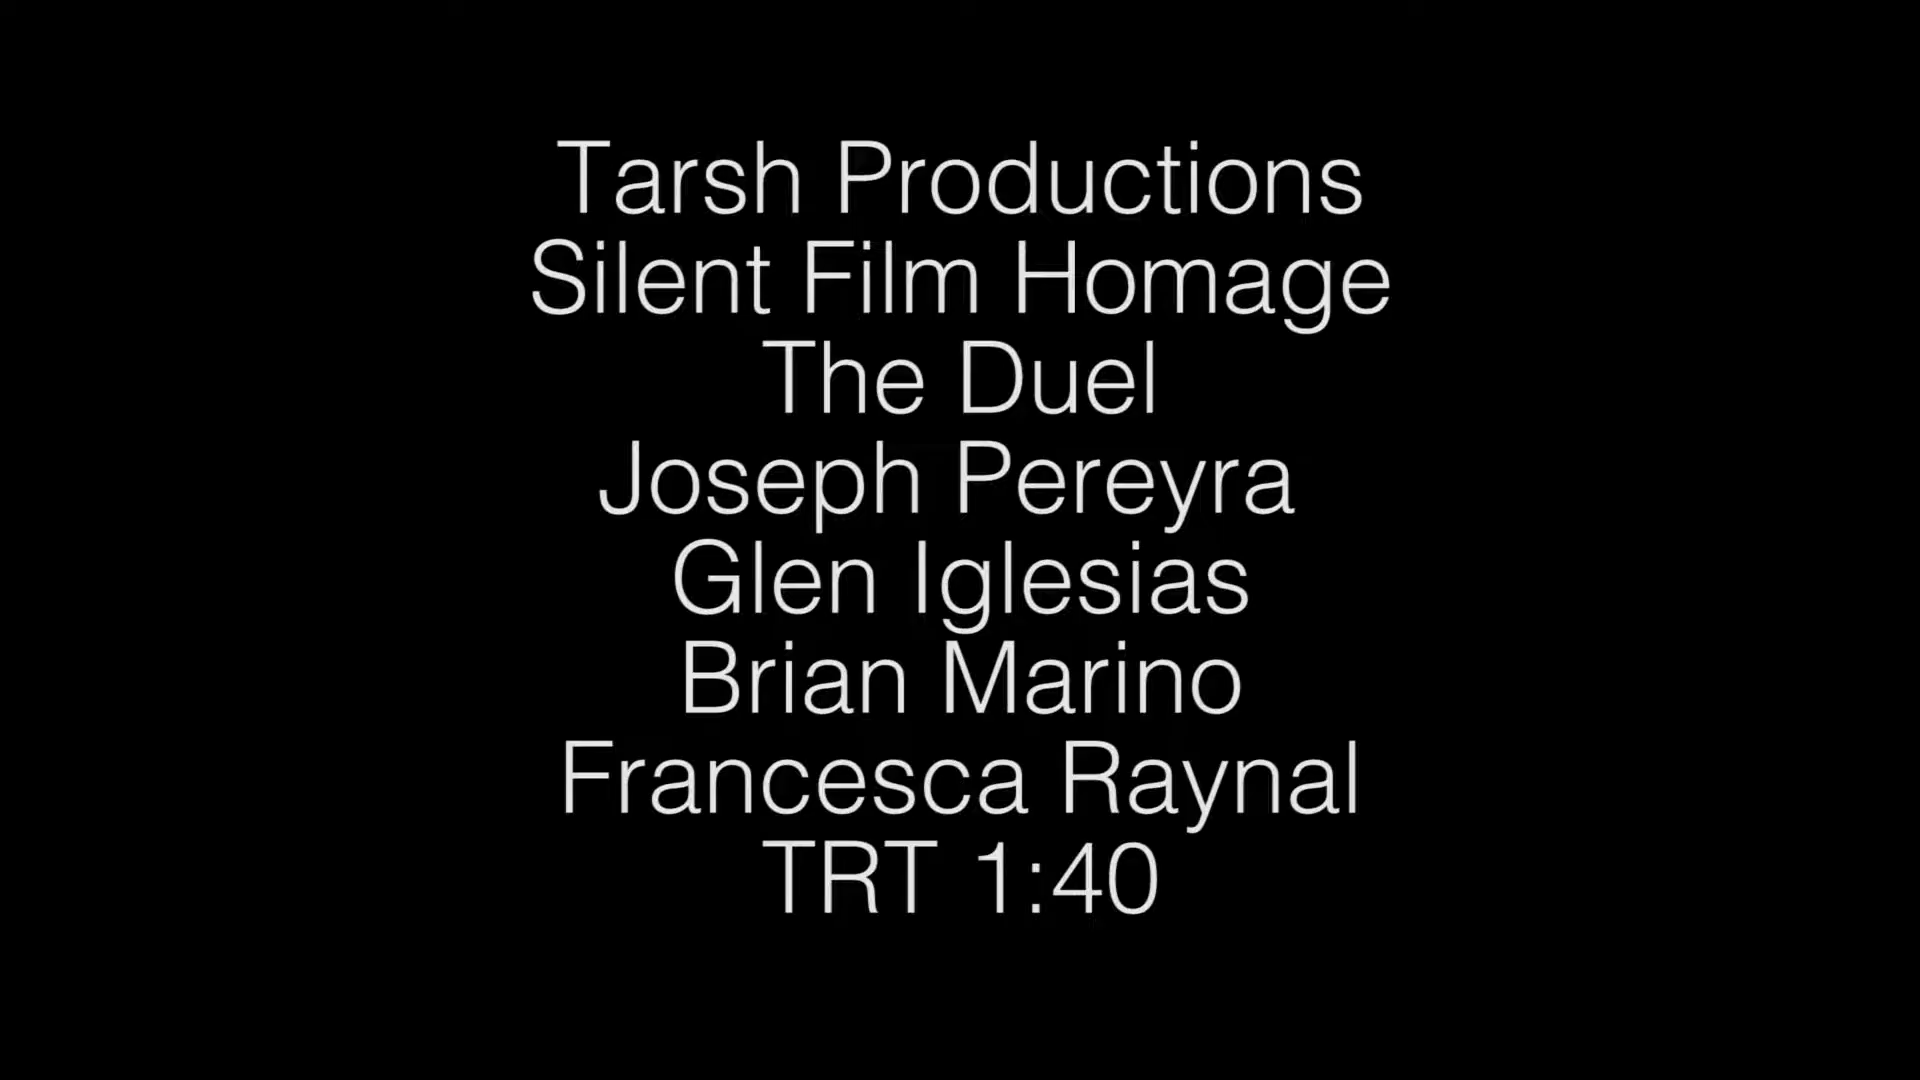 Tarsh Productions
Silent Film Homage
The Duel
Joseph Pereyra
Glen Iglesias
Brian Marino
Francesca Raynal
TRT 1:40